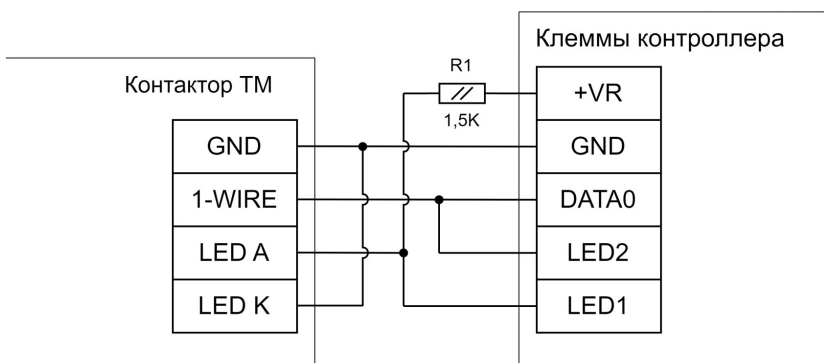 Клеммы контроллера
R1
Контактор ТМ
+VR
1,5K
GND
GND
1-WIRE
DATA0
LED A
LED2
LED K
LED1